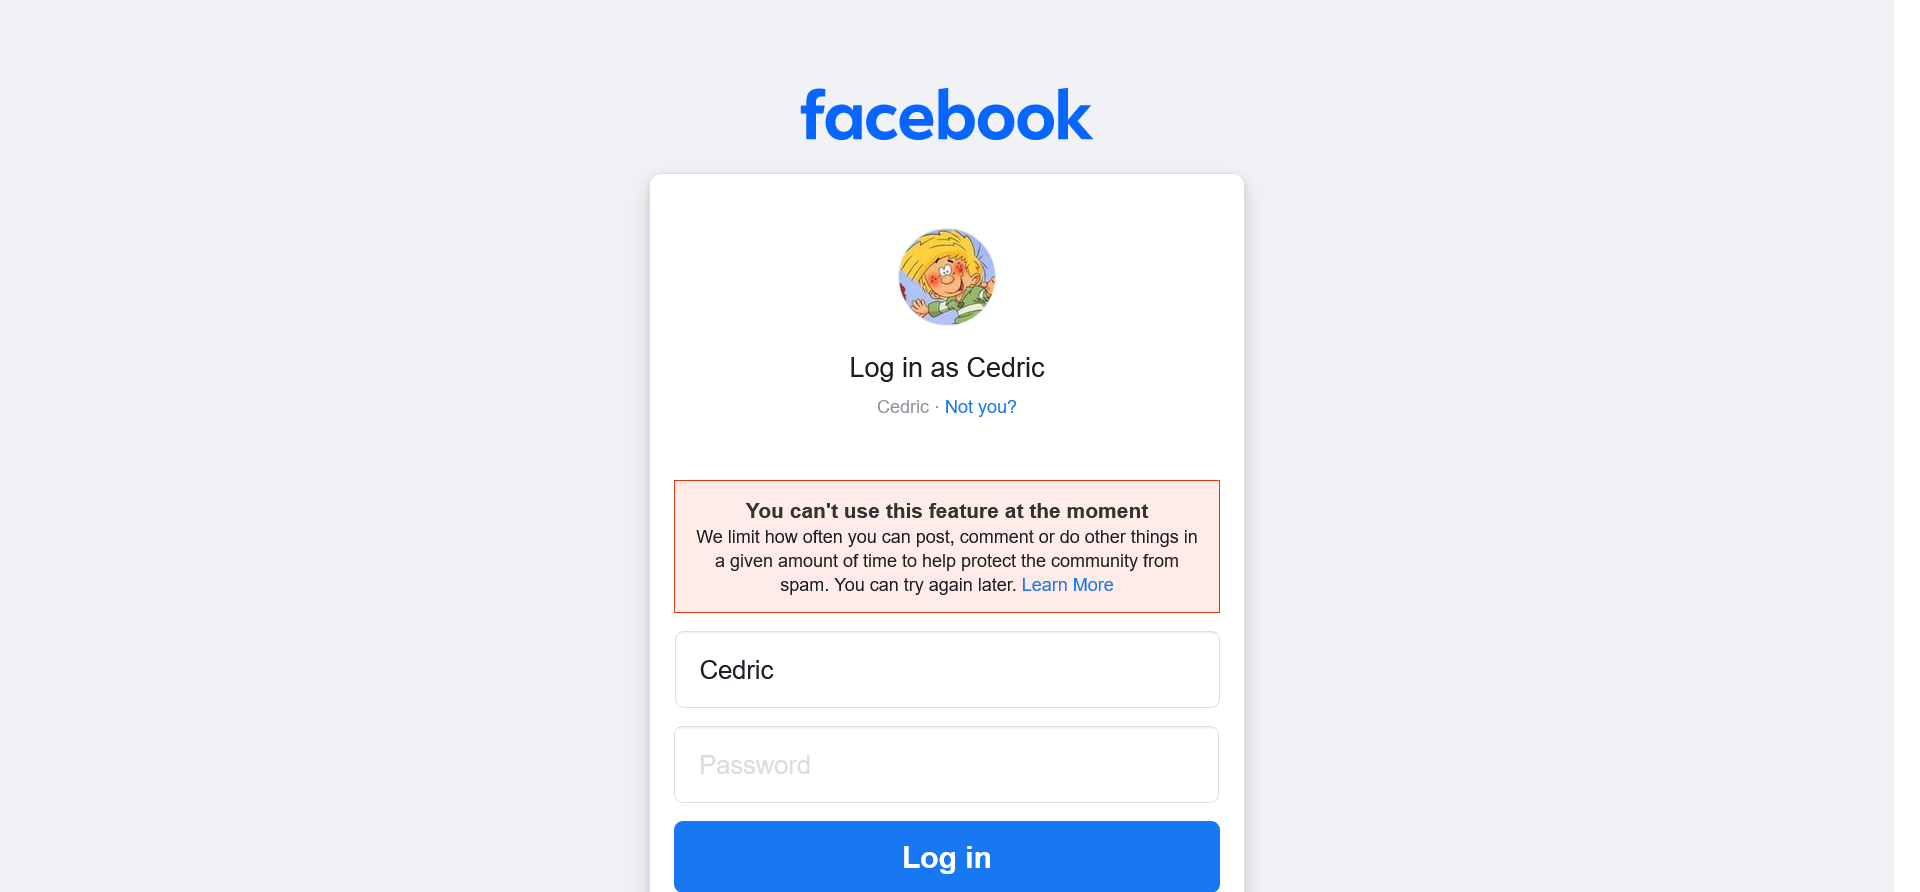 facebook
Log in as Cedric
Cedric · Not you?
You can't use this feature at the moment
We limit how often you can post, comment or do other things in
a given amount of time to help protect the community from
spam. You can try again later. Learn More
Cedric
Password
Log in